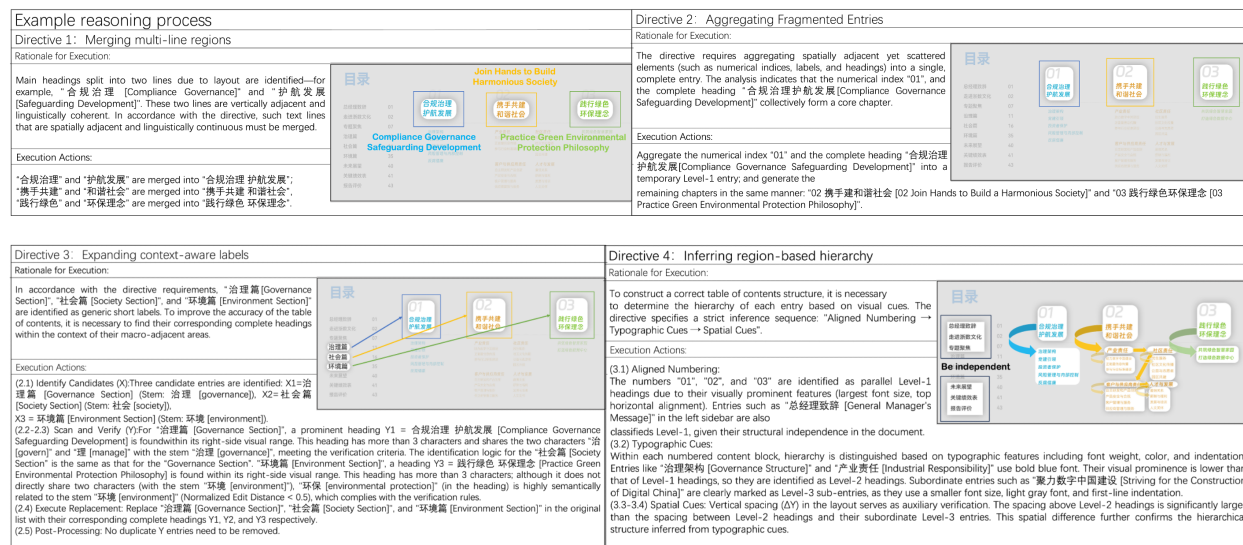 Example reasoning process
Directive 1: Merging multi-line regions
Rationale for Execution:
Main headings split into two lines due to layout are identified—for
example, "合规治理 [Compliance Governance]" and "护航发展
[Safeguarding Development]". These two lines are vertically adjacent and
linguistically coherent. In accordance with the directive, such text lines
that are spatially adjacent and linguistically continuous must be merged.
Execution Actions:
"合规治理" and "护航发展" are merged into "合规治理 护航发展";
"携手共建" and "和谐社会" are merged into "携手共建 和谐社会",
"践行绿色" and "环保理念" are merged into "践行绿色 环保理念".
目录
Join Hands to Build
Harmonious Society
合规治理
护航发展
携手共建
和谐社会
践行绿色
环保理念
Compliance Governance
Safeguarding Development
Practice Green Environmental
Protection Philosophy
Directive 2: Aggregating Fragmented Entries
Rationale for Execution:
The directive requires aggregating spatially adjacent yet scattered
elements (such as numerical indices, labels, and headings) into a single,
complete entry. The analysis indicates that the numerical index "01", and
the complete heading "合规治理 护航发展[Compliance Governance
Safeguarding Development]" collectively form a core chapter.
Execution Actions:
Aggregate the numerical index "01" and the complete heading "合规治理
护航发展[Compliance Governance Safeguarding Development]" into a
temporary Level-1 entry; and generate the
remaining chapters in the same manner: "02 携手建和谐社会 [02 Join Hands to Build a Harmonious Society]" and "03 践行绿色环保理念 [03
Practice Green Environmental Protection Philosophy]".
目录
01
合规治理
护航发展
02
携手共建
和谐社会
03
践行绿色
环保理念
Directive 3: Expanding context-aware labels
Rationale for Execution:
In accordance with the directive requirements, "治理篇[Governance
Section]", "社会篇 [Society Section]", and "环境篇 [Environment Section]"
are identified as generic short labels. To improve the accuracy of the table
of contents, it is necessary to find their corresponding complete headings
within the context of their macro-adjacent areas.
Execution Actions:
(2.1) Identify Candidates (X):Three candidate entries are identified: X1=治
理篇 [Governance Section] (Stem: 治理 [governance]), X2=社会篇
[Society Section] (Stem: 社会 [society]),
X3 = 环境篇 [Environment Section] (Stem: 环境 [environment]).
(2.2-2.3) Scan and Verify (Y):For "治理篇 [Governance Section]", a prominent heading Y1 = 合规治理 护航发展 [Compliance Governance
Safeguarding Development] is foundwithin its right-side visual range. This heading has more than 3 characters and shares the two characters "治
[govern]" and "理 [manage]" with the stem "治理 [governance]", meeting the verification criteria. The identification logic for the "社会篇 [Society
Section]" is the same as that for the "Governance Section". "环境篇 [Environment Section]", a heading Y3 = 践行绿色 环保理念 [Practice Green
Environmental Protection Philosophy] is found within its right-side visual range. This heading has more than 3 characters; although it does not
directly share two characters (with the stem "环境 [environment]"), "环保 [environmental protection]" (in the heading) is highly semantically
related to the stem "环境 [environment]" (Normalized Edit Distance < 0.5), which complies with the verification rules.
(2.4) Execute Replacement: Replace "治理篇 [Governance Section]", "社会篇 [Society Section]", and "环境篇 [Environment Section]" in the original
list with their corresponding complete headings Y1, Y2, and Y3 respectively.
(2.5) Post-Processing: No duplicate Y entries need to be removed.
目录
01
合规治理
护航发展
02
携手共建
和谐社会
03
践行绿色
环保理念
治理篇
社会篇
环境篇
Directive 4: Inferring region-based hierarchy
Rationale for Execution:
To construct a correct table of contents structure, it is necessary
to determine the hierarchy of each entry based on visual cues. The
directive specifies a strict inference sequence: "Aligned Numbering →
Typographic Cues → Spatial Cues".
Execution Actions:
(3.1) Aligned Numbering:
The numbers "01", "02", and "03" are identified as parallel Level-1
headings due to their visually prominent features (largest font size, top
horizontal alignment). Entries such as "总经理致辞 [General Manager's
Message]" in the left sidebar are also
classifieds Level-1, given their structural independence in the document.
(3.2) Typographic Cues:
Within each numbered content block, hierarchy is distinguished based on typographic features including font weight, color, and indentation.
Entries like "治理架构 [Governance Structure]" and "产业责任 [Industrial Responsibility]" use bold blue font. Their visual prominence is lower than
that of Level-1 headings, so they are identified as Level-2 headings. Subordinate entries such as "聚力数字中国建设 [Striving for the Construction
of Digital China]" are clearly marked as Level-3 sub-entries, as they use a smaller font size, light gray font, and first-line indentation.
(3.3-3.4) Spatial Cues: Vertical spacing (ΔY) in the layout serves as auxiliary verification. The spacing above Level-2 headings is significantly larger
than the spacing between Level-2 headings and their subordinate Level-3 entries. This spatial difference further confirms the hierarchical
structure inferred from typographic cues.
目录
总经理致辞
走进浙数文化
专题聚焦
Be independent
未来展望
关键绩效表
报告评价
01
合规治理
护航发展
治理架构
02
携手共建
和谐社会
产业责任
03
践行绿色
环保理念